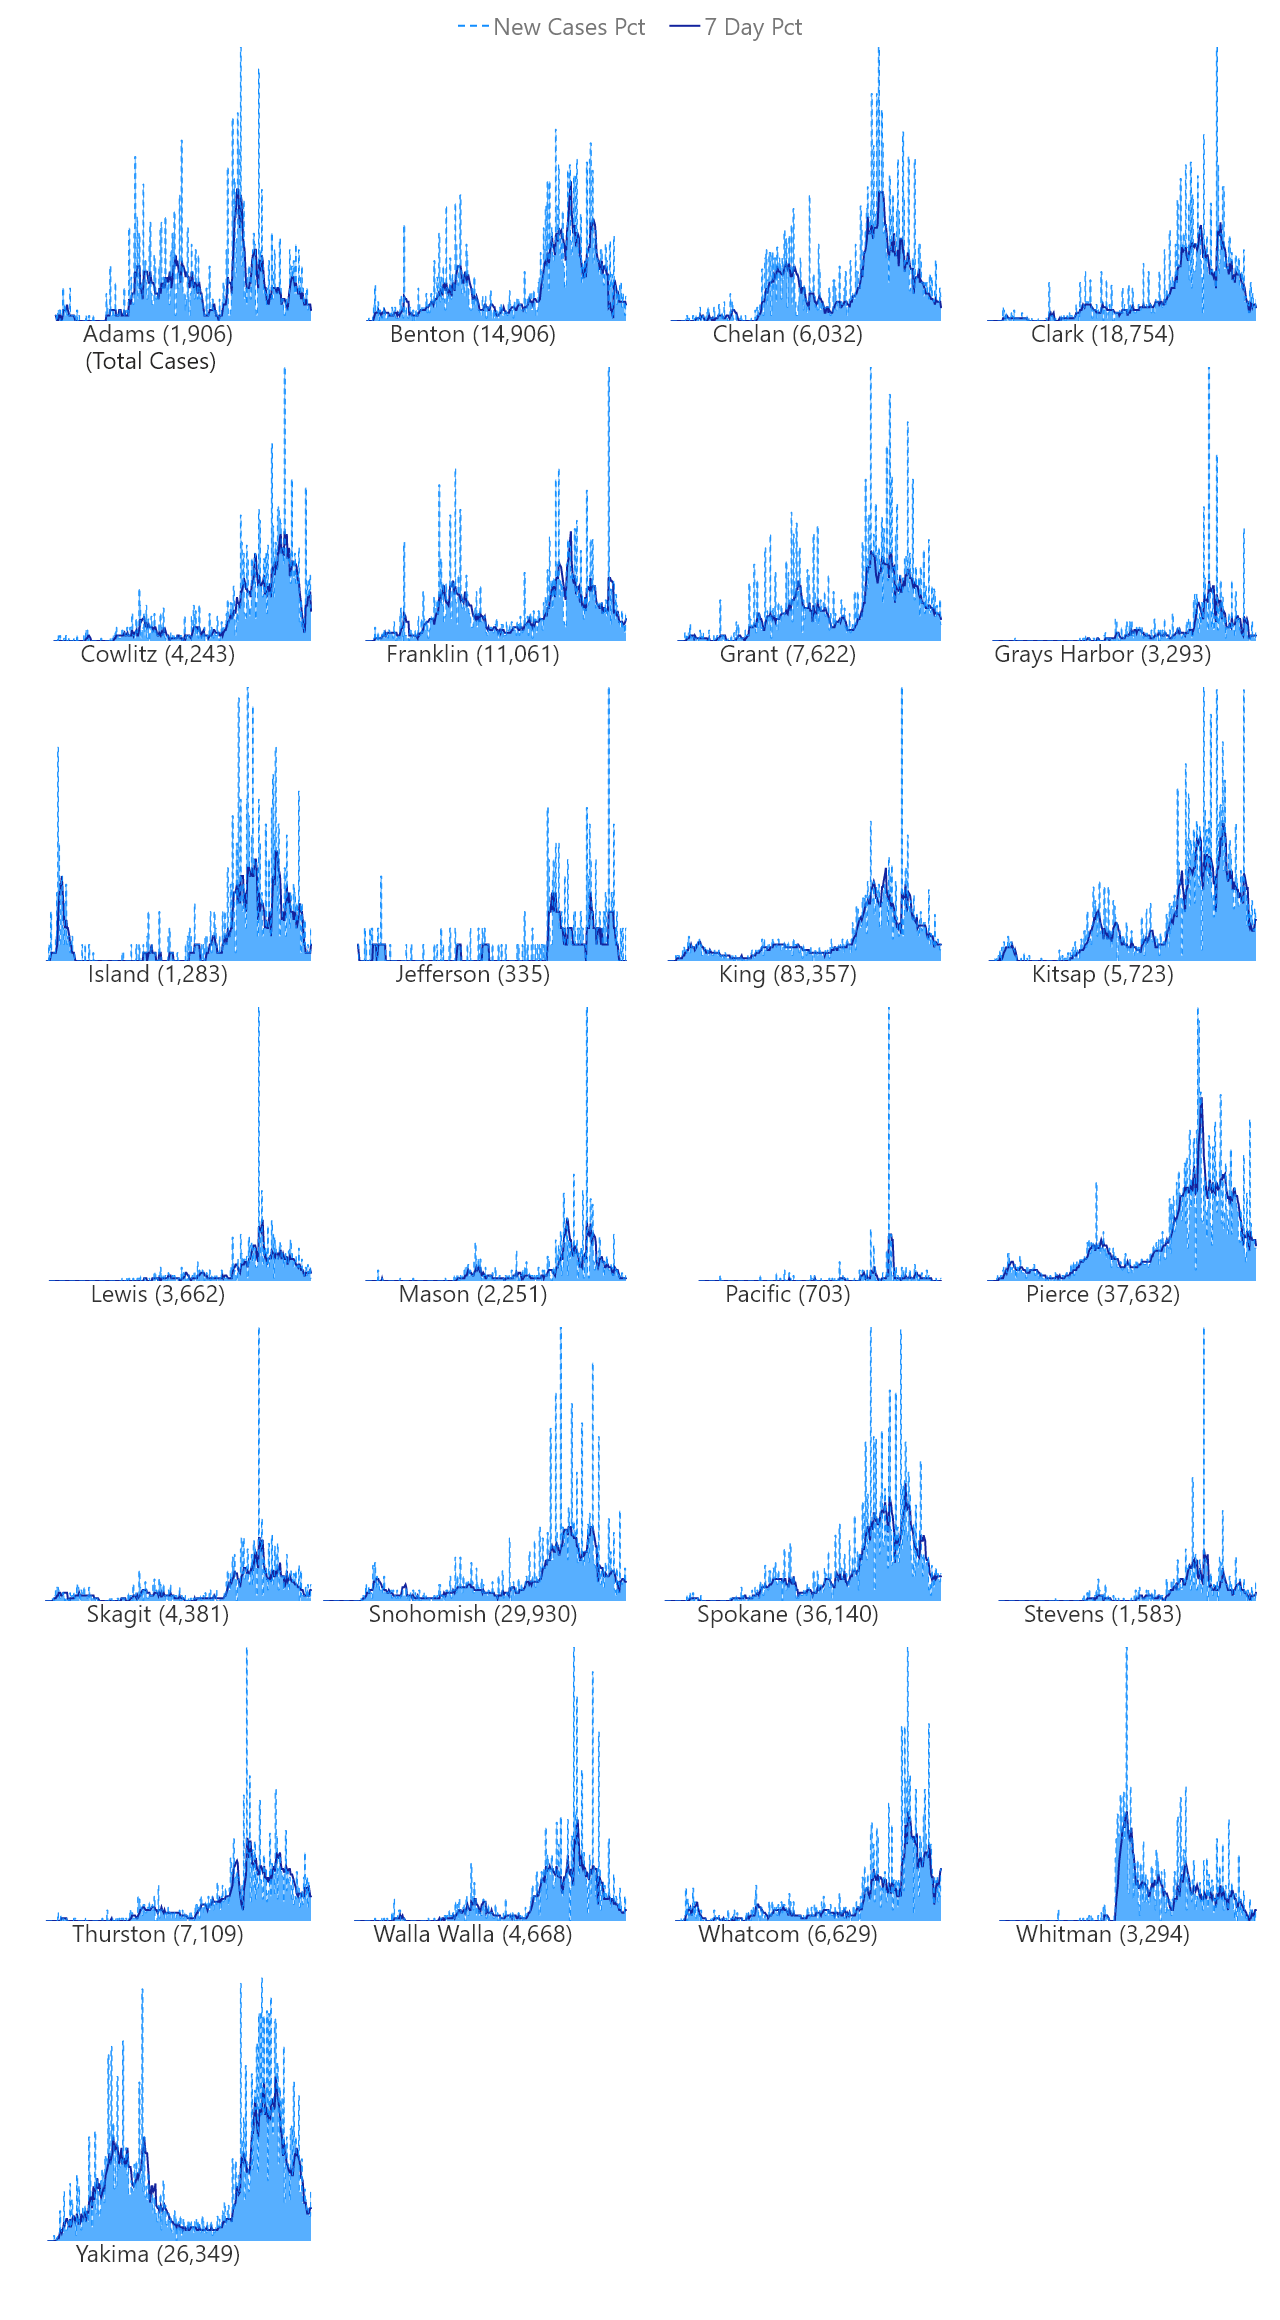 New Cases Pct 7 Day Pct
Adams (1,906) Benton (14,906) Chelan (6,032) Clark (18,754)
(Total Cases)
Cowlitz (4,243) Franklin (11,061) Grant (7,622) Grays Harbor (3,293)
Island (1,283) Jefferson (335) King (83,357) Kitsap (5,723)
Lewis (3,662) Mason (2,251) Pacific (703) Pierce (37,632)
Skagit (4,381) Snohomish (29,930) Spokane (36,140) Stevens (1,583)
Thurston (7,109) Walla Walla (4,668) Whatcom (6,629) Whitman (3,294)
Yakima (26,349)